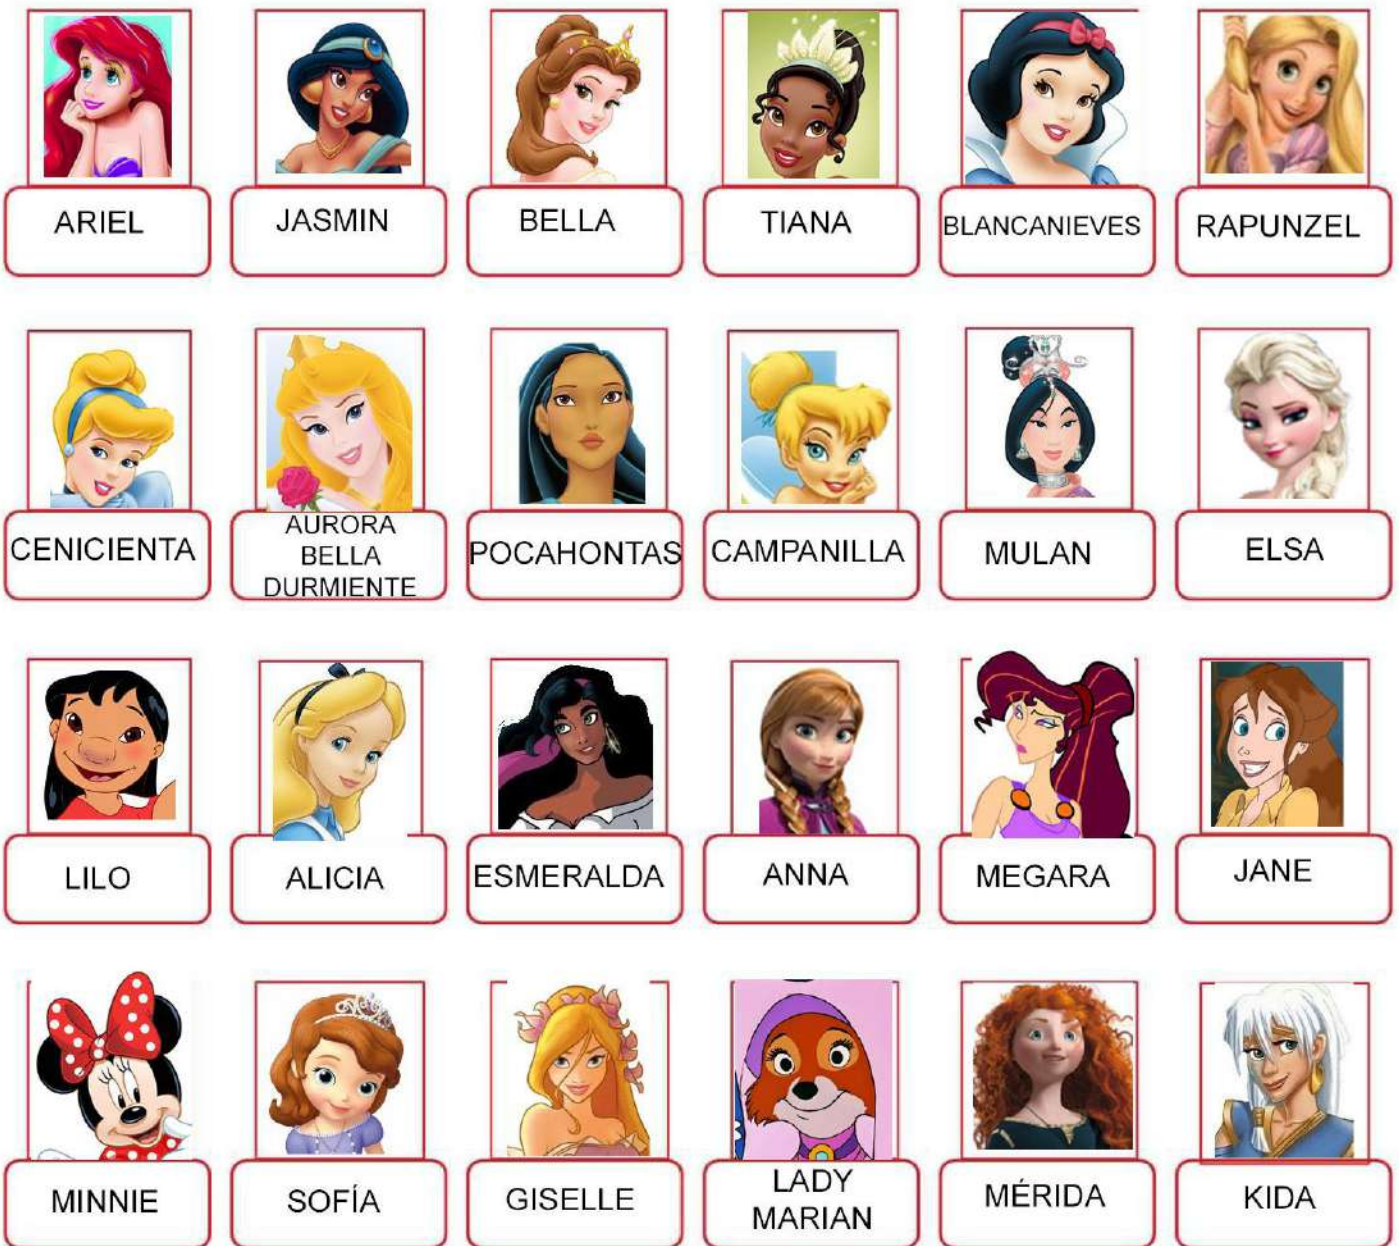 ARIEL
JASMIN
BELLA
TIANA
BLANCANIEVES
RAPUNZEL
CENICIENTA
AURORA
BELLA
DURMIENTE
POCAHONTAS
CAMPANILLA
MULAN
ELSA
LILO
ALICIA
ESMERALDA
ANNA
MEGARA
JANE
MINNIE
SOFÍA
GISELLE
LADY
MARIAN
MÉRIDA
KIDA